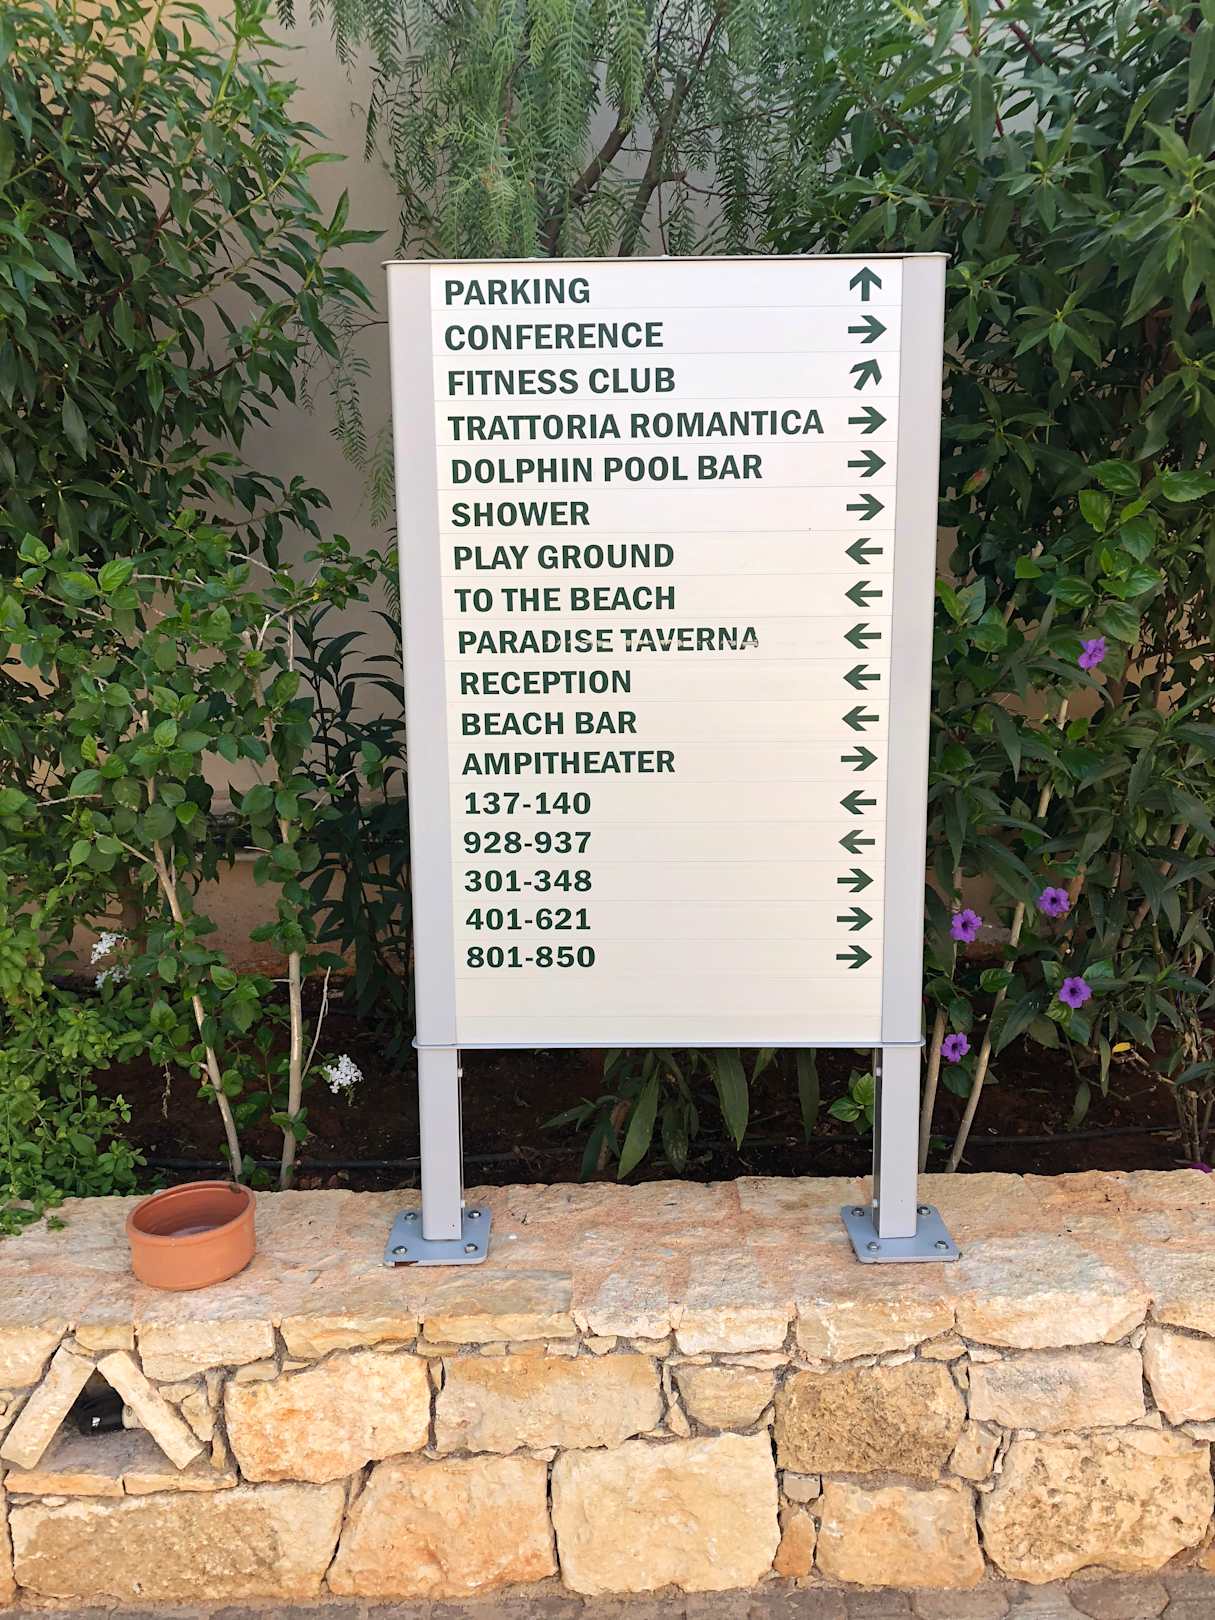 PARKING ↑
CONFERENCE →
FITNESS CLUB ↗
TRATTORIA ROMANTICA →
DOLPHIN POOL BAR →
SHOWER →
PLAY GROUND ←
TO THE BEACH ←
PARADISE TAVERNA ←
RECEPTION ←
BEACH BAR ←
AMPITHEATER →
137-140 ←
928-937 ←
301-348 →
401-621 →
801-850 →